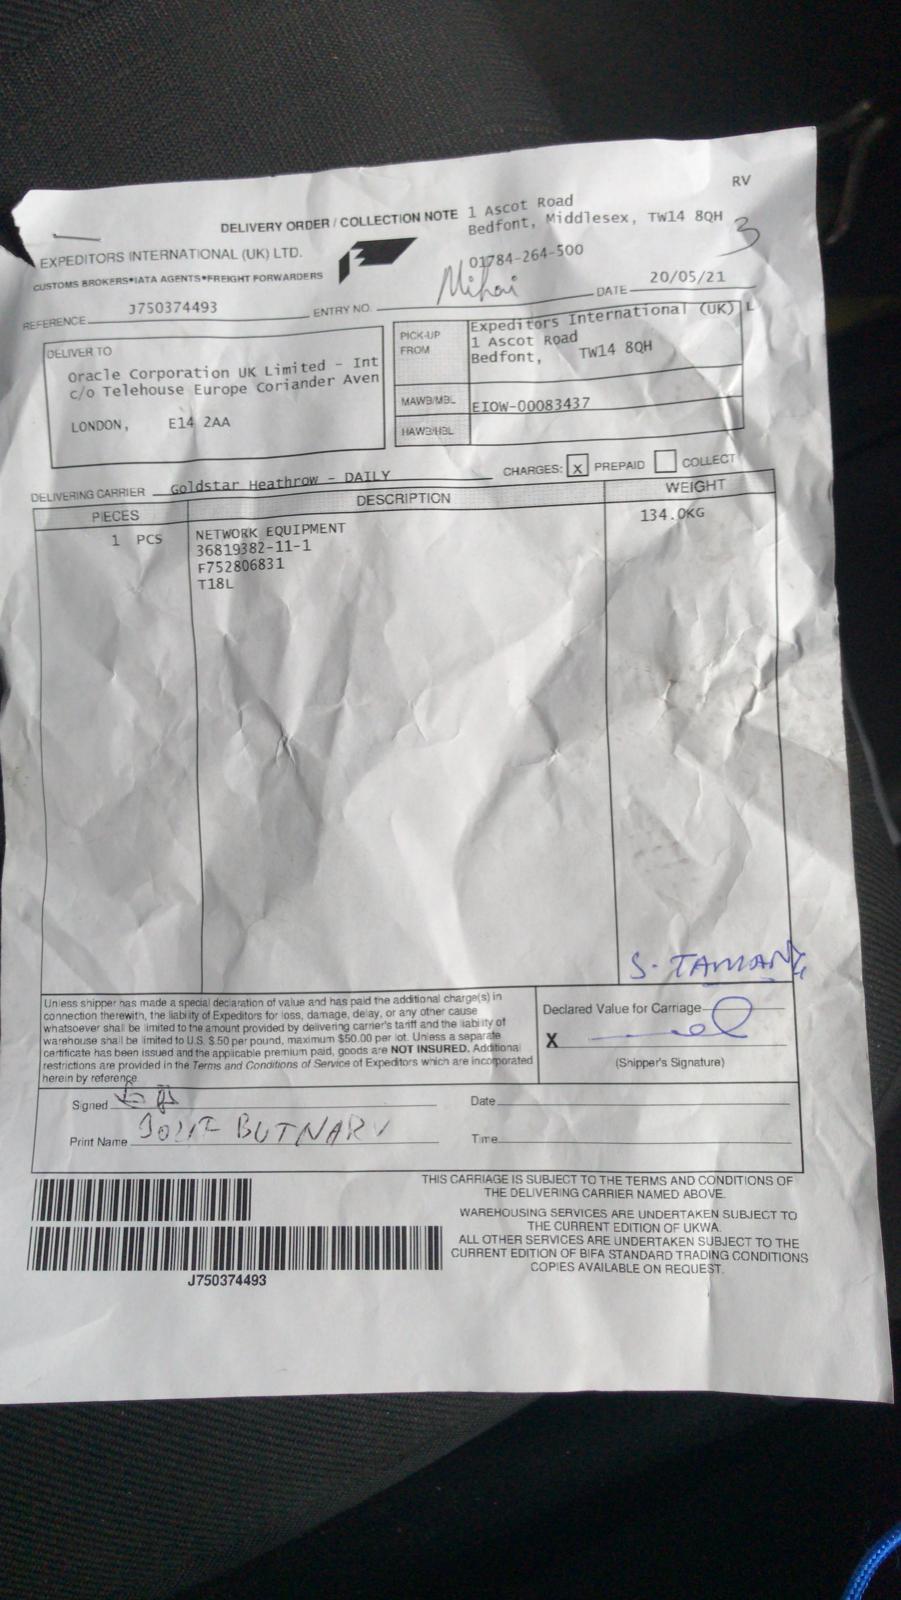 RV
DELIVERY ORDER / COLLECTION NOTE 1 Ascot Road
Bedfont, Middlesex, TW14 8QH
3
EXPEDITORS INTERNATIONAL (UK) LTD.
01784-264-500
CUSTOMS BROKERS•IATA AGENTS•FREIGHT FORWARDERS
Mihai
DATE 20/05/21
REFERENCE J750374493 ENTRY NO.
DELIVER TO
Oracle Corporation UK Limited - Int
c/o Telehouse Europe Coriander Aven
LONDON, E14 2AA
PICK-UP FROM
Expeditors International (UK) L
1 Ascot Road
Bedfont, TW14 8QH
MAWB/MBL EIOW-00083437
HAWB/HBL
DELIVERING CARRIER Goldstar Heathrow - DAILY CHARGES: X PREPAID COLLECT
PIECES DESCRIPTION WEIGHT
1 PCS NETWORK EQUIPMENT 134.0KG
36819382-11-1
F752806831
T18L
S. TAMANG
Unless shipper has made a special declaration of value and has paid the additional charge(s) in
connection therewith, the liability of Expeditors for loss, damage, delay, or any other cause
whatsoever shall be limited to the amount provided by delivering carrier's tariff and the liability of
warehouse shall be limited to U.S. $.50 per pound, maximum $50.00 per lot. Unless a separate
certificate has been issued and the applicable premium paid, goods are NOT INSURED. Additional
restrictions are provided in the Terms and Conditions of Service of Expeditors which are incorporated
herein by reference.
Declared Value for Carriage
X
(Shipper's Signature)
Signed Date
Print Name BUTNARU Time
THIS CARRIAGE IS SUBJECT TO THE TERMS AND CONDITIONS OF
THE DELIVERING CARRIER NAMED ABOVE.
WAREHOUSING SERVICES ARE UNDERTAKEN SUBJECT TO
THE CURRENT EDITION OF UKWA.
ALL OTHER SERVICES ARE UNDERTAKEN SUBJECT TO THE
CURRENT EDITION OF BIFA STANDARD TRADING CONDITIONS
COPIES AVAILABLE ON REQUEST.
J750374493